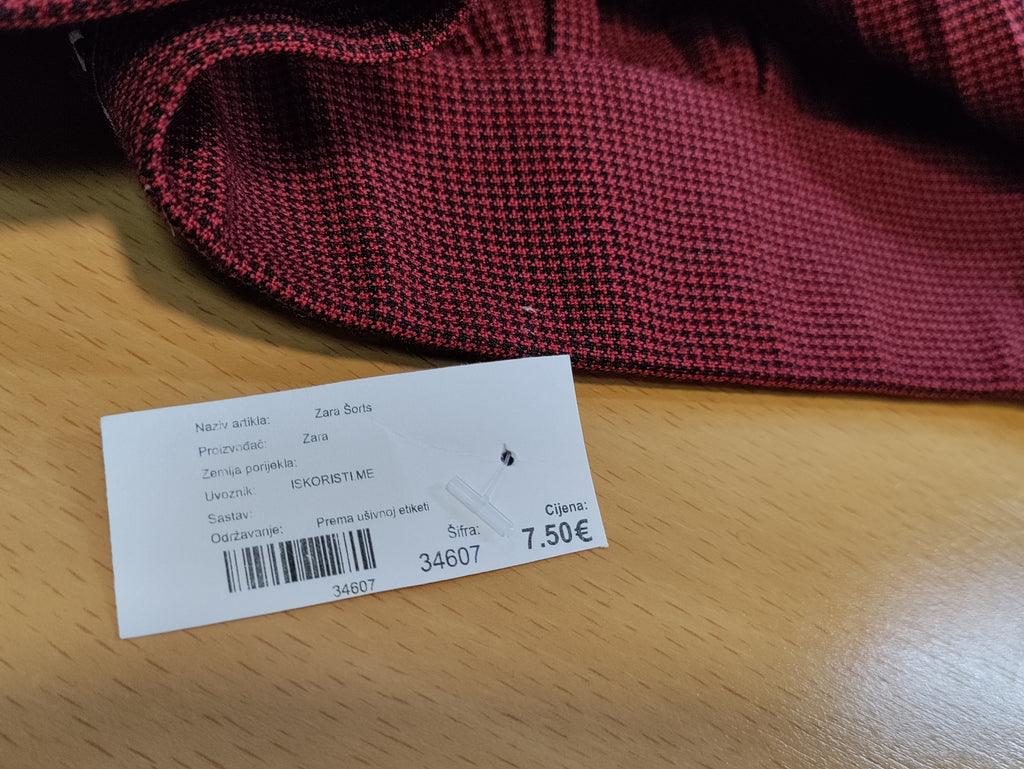 Naziv artikla: Zara Šorts
Proizvođač: Zara
Zemlja porijekla:
Uvoznik: ISKORISTI.ME
Sastav:
Održavanje: Prema ušivnoj etiketi
34607
Šifra:
34607
Cijena:
7.50€